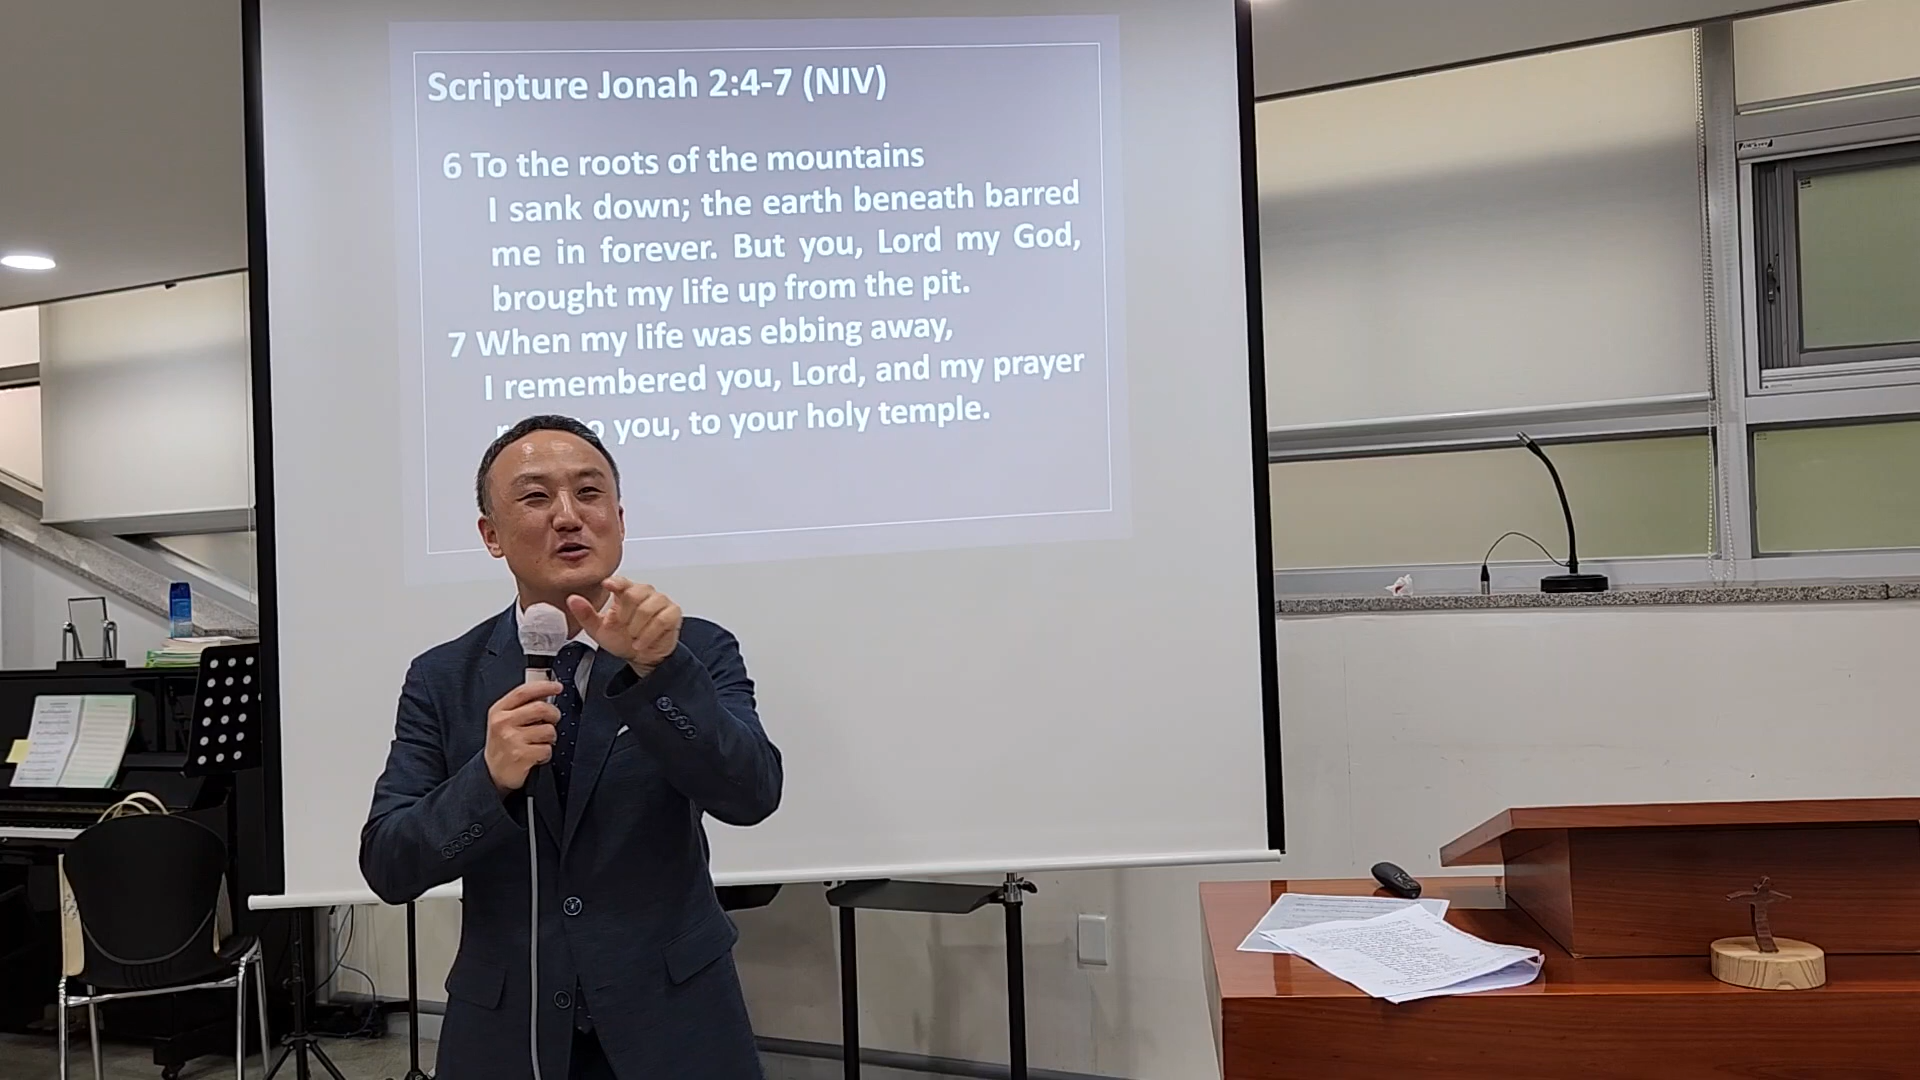 Scripture Jonah 2:4-7 (NIV)
6 To the roots of the mountains
I sank down; the earth beneath barred
me in forever. But you, Lord my God,
brought my life up from the pit.
7 When my life was ebbing away,
I remembered you, Lord, and my prayer
you, to your holy temple.